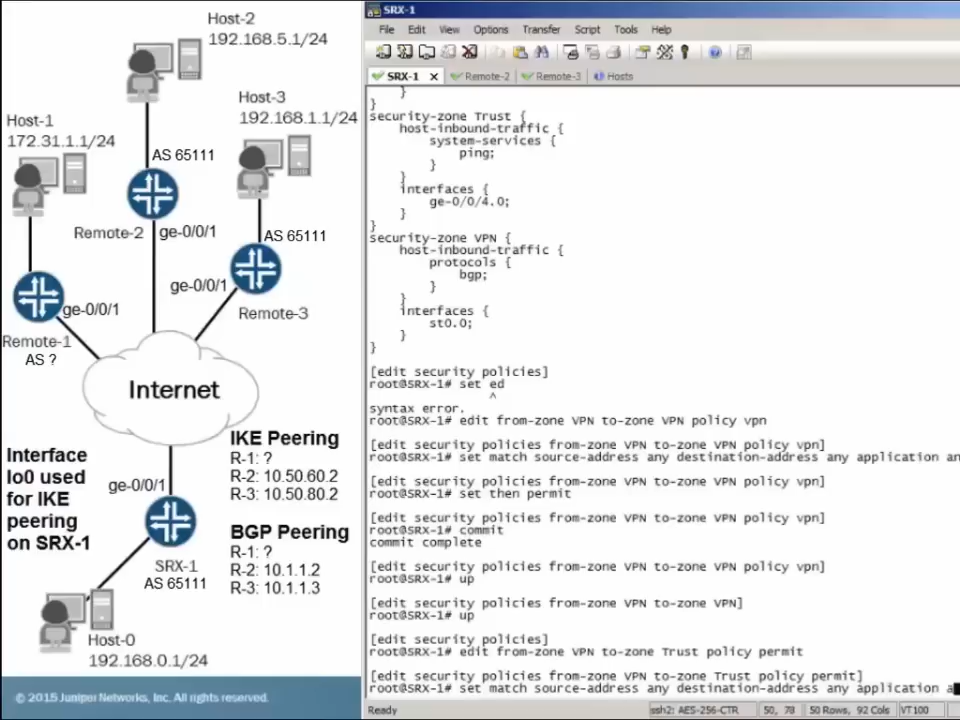 Host-2
192.168.5.1/24
Host-3
192.168.1.1/24
Host-1
172.31.1.1/24
AS 65111
Remote-2
ge-0/0/1
AS 65111
ge-0/0/1
ge-0/0/1
Remote-3
Remote-1
AS ?
Internet
Interface
lo0 used
for IKE
peering
on SRX-1
ge-0/0/1
IKE Peering
R-1: ?
R-2: 10.50.60.2
R-3: 10.50.80.2
BGP Peering
R-1: ?
R-2: 10.1.1.2
R-3: 10.1.1.3
SRX-1
AS 65111
Host-0
192.168.0.1/24
© 2015 Juniper Networks, Inc. All rights reserved.
SRX-1
File Edit View Options Transfer Script Tools Help
SRX-1 Remote-2 Remote-3 Hosts
}
}
security-zone Trust {
host-inbound-traffic {
system-services {
ping;
}
}
interfaces {
ge-0/0/4.0;
}
}
security-zone VPN {
host-inbound-traffic {
protocols {
bgp;
}
}
interfaces {
st0.0;
}
}
[edit security policies]
root@SRX-1# set ed
^
syntax error.
root@SRX-1# edit from-zone VPN to-zone VPN policy vpn
[edit security policies from-zone VPN to-zone VPN policy vpn]
root@SRX-1# set match source-address any destination-address any application an
[edit security policies from-zone VPN to-zone VPN policy vpn]
root@SRX-1# set then permit
[edit security policies from-zone VPN to-zone VPN policy vpn]
root@SRX-1# commit
commit complete
[edit security policies from-zone VPN to-zone VPN policy vpn]
root@SRX-1# up
[edit security policies from-zone VPN to-zone VPN]
root@SRX-1# up
[edit security policies]
root@SRX-1# edit from-zone VPN to-zone Trust policy permit
[edit security policies from-zone VPN to-zone Trust policy permit]
root@SRX-1# set match source-address any destination-address any application a
Ready ssh2: AES-256-CTR 50, 78 50 Rows, 92 Cols VT100